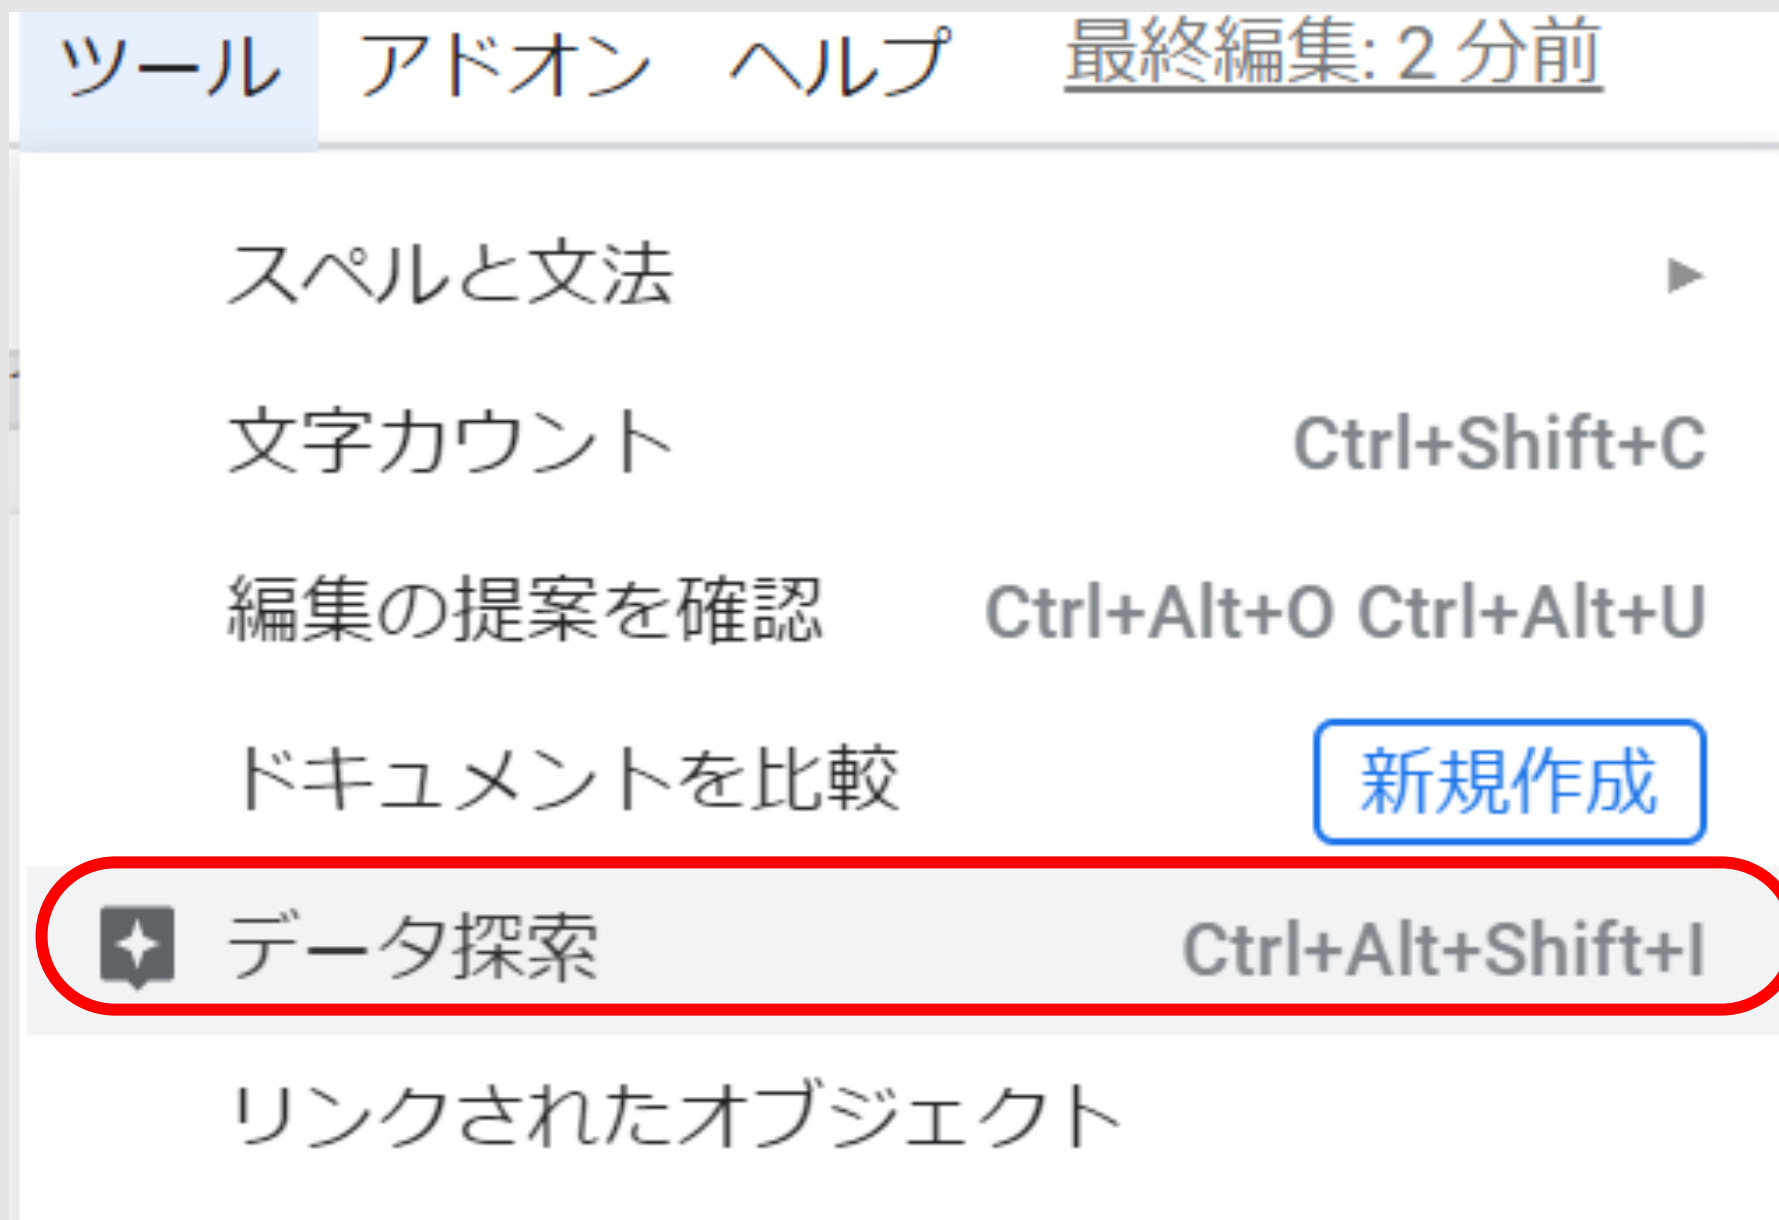 ツール アドオン ヘルプ 最終編集: 2 分前
スペルと文法 ►
文字カウント Ctrl+Shift+C
編集の提案を確認 Ctrl+Alt+O Ctrl+Alt+U
ドキュメントを比較 新規作成
データ探索 Ctrl+Alt+Shift+I
リンクされたオブジェクト